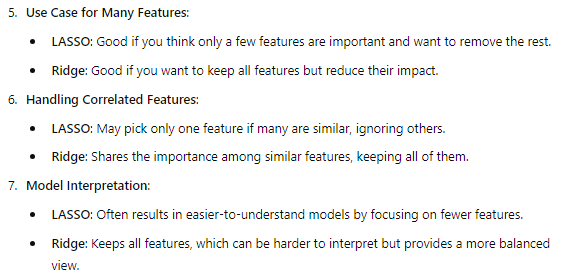 5. Use Case for Many Features:
• LASSO: Good if you think only a few features are important and want to remove the rest.
• Ridge: Good if you want to keep all features but reduce their impact.
6. Handling Correlated Features:
• LASSO: May pick only one feature if many are similar, ignoring others.
• Ridge: Shares the importance among similar features, keeping all of them.
7. Model Interpretation:
• LASSO: Often results in easier-to-understand models by focusing on fewer features.
• Ridge: Keeps all features, which can be harder to interpret but provides a more balanced
view.